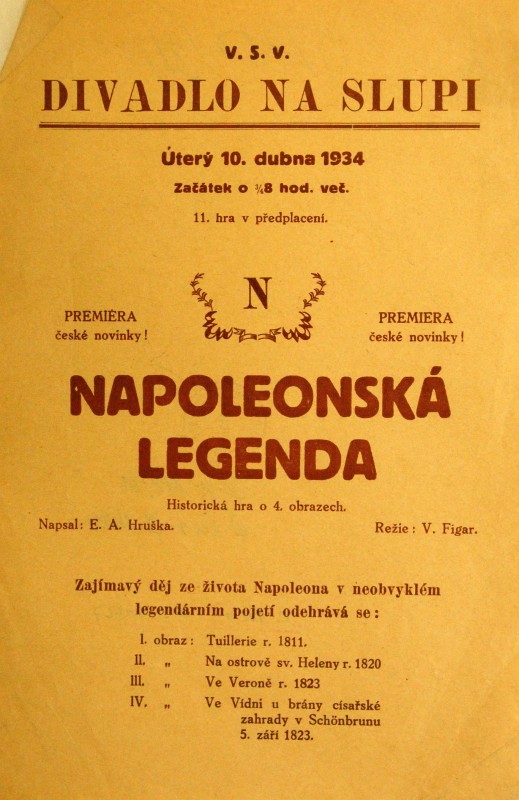 V. S. V.
DIVADLO NA SLUPI
Úterý 10. dubna 1934
Začátek o ¾8 hod. več.
11. hra v předplacení.
N
PREMIÉRA
české novinky!
PREMIERA
české novinky!
NAPOLEONSKÁ
LEGENDA
Historická hra o 4. obrazech.
Napsal: E. A. Hruška.
Režie: V. Figar.
Zajímavý děj ze života Napoleona v neobvyklém
legendárním pojetí odehrává se:
I. obraz: Tuillerie r. 1811.
II. „ Na ostrově sv. Heleny r. 1820
III. „ Ve Veroně r. 1823
IV. „ Ve Vídni u brány císařské
zahrady v Schönbrunu
5. září 1823.